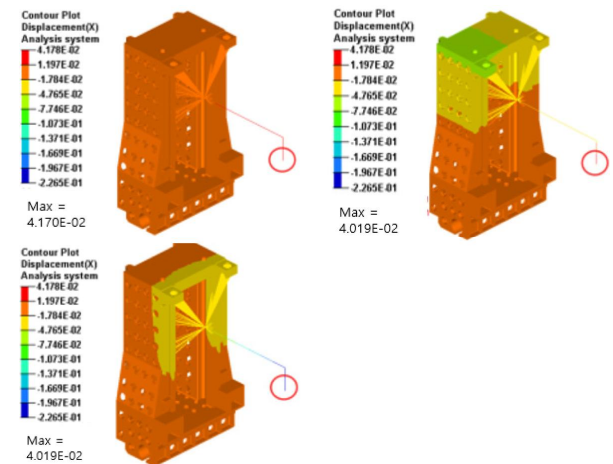 Contour Plot
Displacement(X)
Analysis system
4.178E-02
1.197E-02
-1.784E-02
-4.765E-02
-7.746E-02
-1.073E-01
-1.371E-01
-1.669E-01
-1.967E-01
-2.265E-01
Max =
4.170E-02
Contour Plot
Displacement(X)
Analysis system
4.178E-02
1.197E-02
-1.784E-02
-4.765E-02
-7.746E-02
-1.073E-01
-1.371E-01
-1.669E-01
-1.967E-01
-2.265E-01
Max =
4.019E-02
Contour Plot
Displacement(X)
Analysis system
4.178E-02
1.197E-02
-1.784E-02
-4.765E-02
-7.746E-02
-1.073E-01
-1.371E-01
-1.669E-01
-1.967E-01
-2.265E-01
Max =
4.019E-02